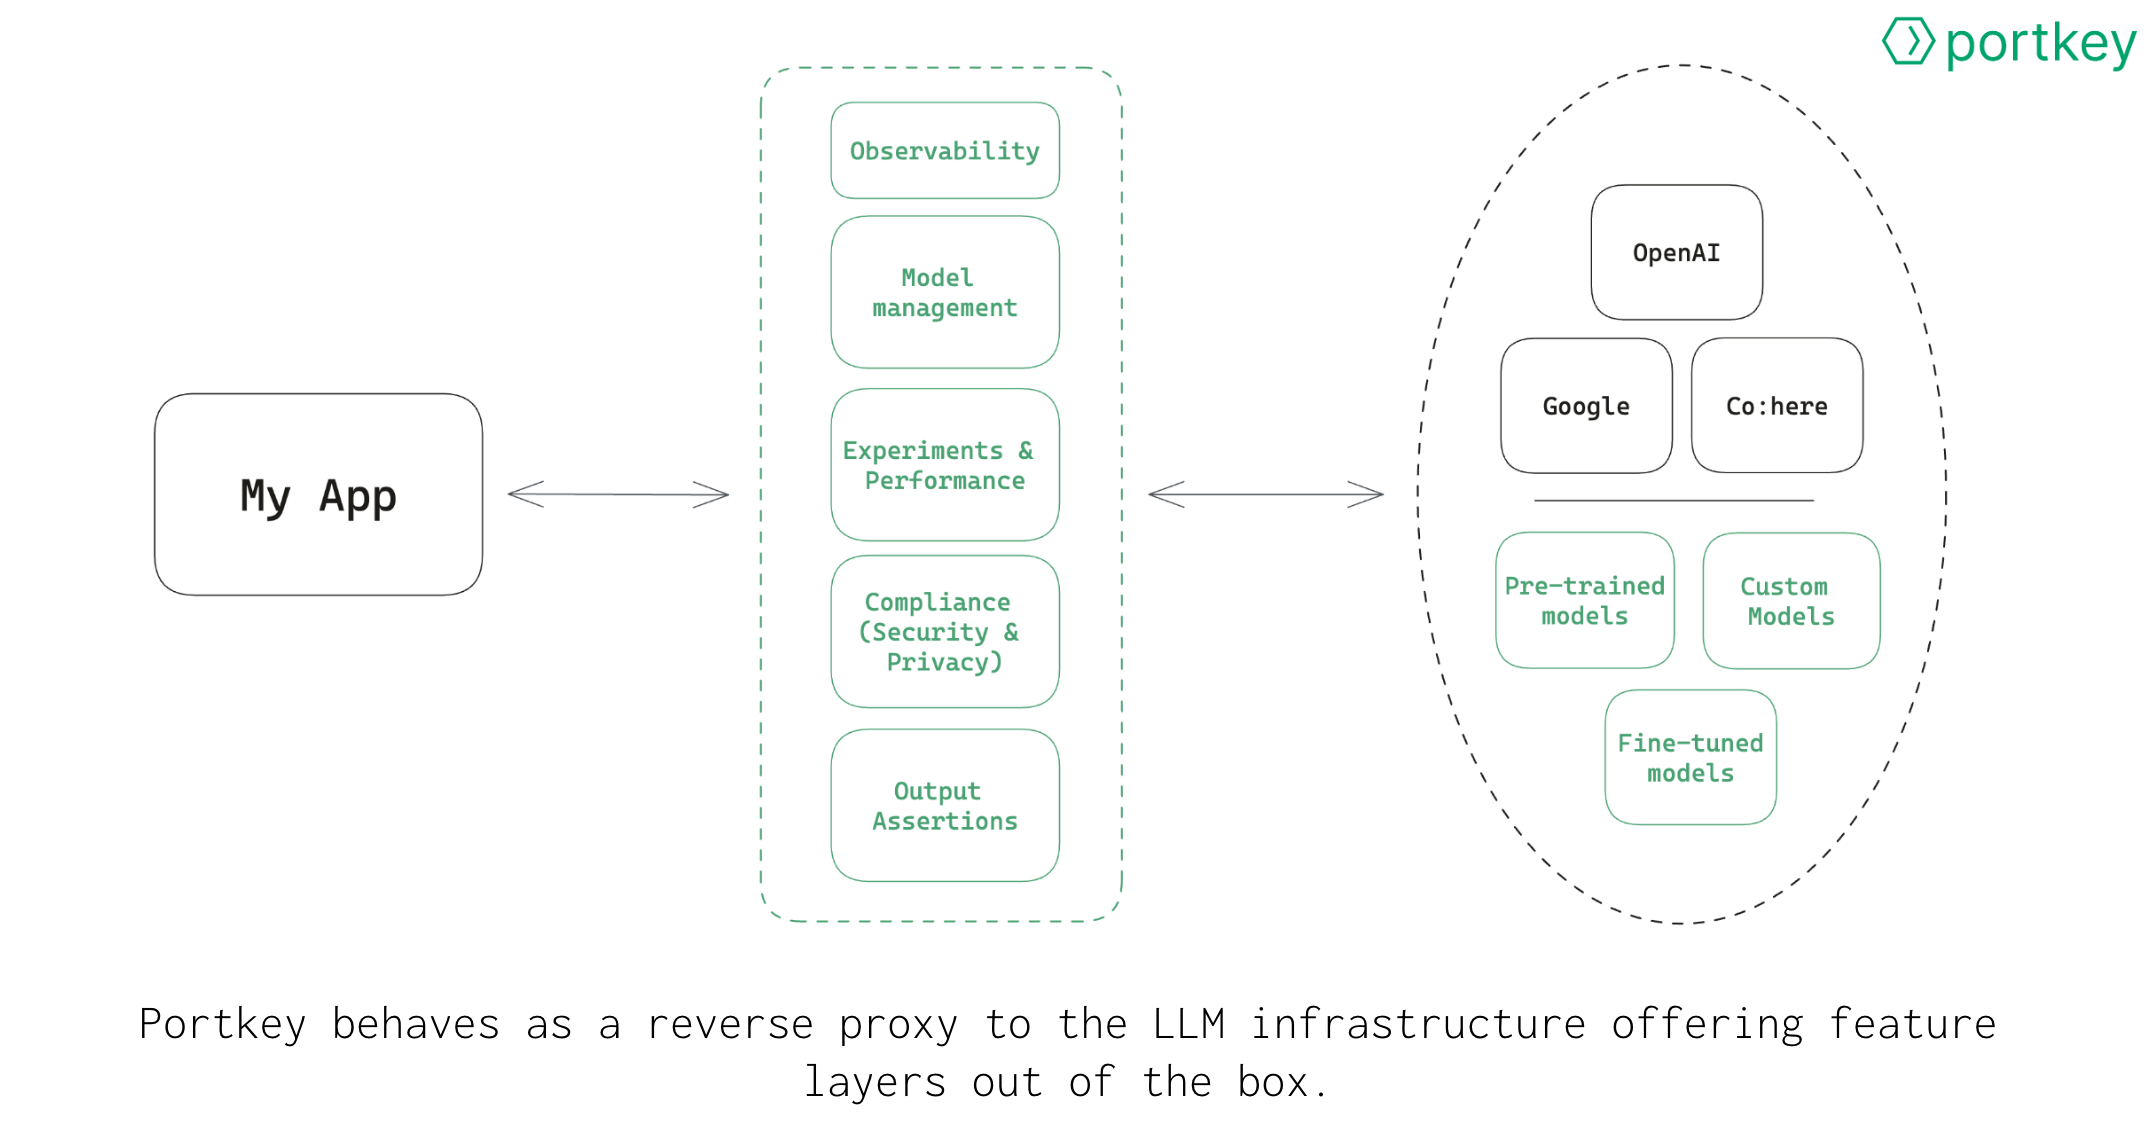 portkey
My App
Observability
Model
management
Experiments &
Performance
Compliance
(Security &
Privacy)
Output
Assertions
OpenAI
Google
Co:here
Pre-trained
models
Custom
Models
Fine-tuned
models
Portkey behaves as a reverse proxy to the LLM infrastructure offering feature
layers out of the box.